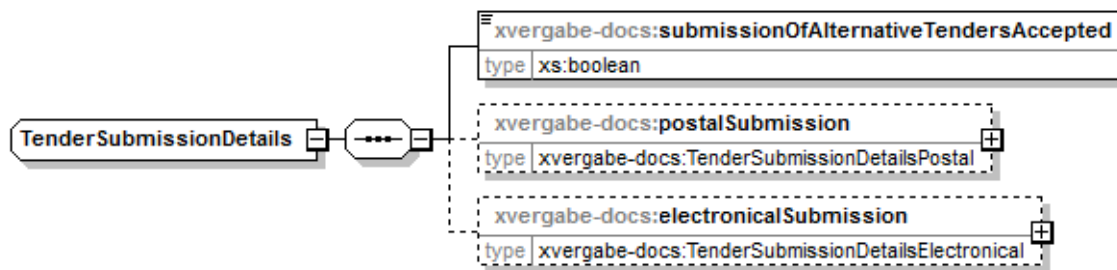 xvergabe-docs:submissionOfAlternativeTendersAccepted
type xs:boolean
TenderSubmissionDetails
xvergabe-docs:postalSubmission
type xvergabe-docs:TenderSubmissionDetailsPostal
xvergabe-docs:electronicalSubmission
type xvergabe-docs:TenderSubmissionDetailsElectronical